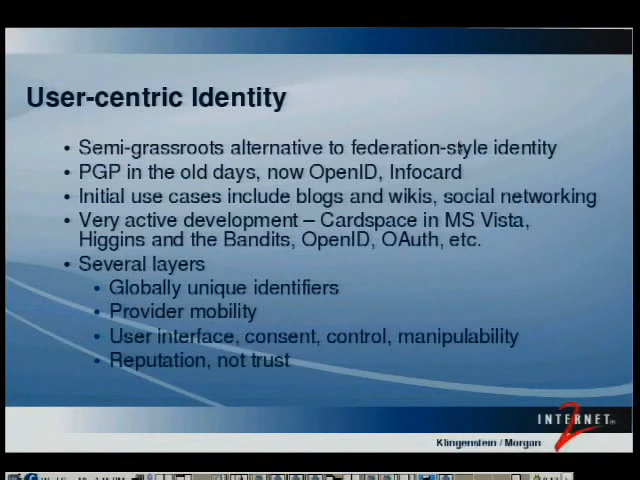 User-centric Identity
• Semi-grassroots alternative to federation-style identity
• PGP in the old days, now OpenID, Infocard
• Initial use cases include blogs and wikis, social networking
• Very active development – Cardspace in MS Vista,
Higgins and the Bandits, OpenID, OAuth, etc.
• Several layers
• Globally unique identifiers
• Provider mobility
• User interface, consent, control, manipulability
• Reputation, not trust
INTERNET
2
Klingenstein / Morgan